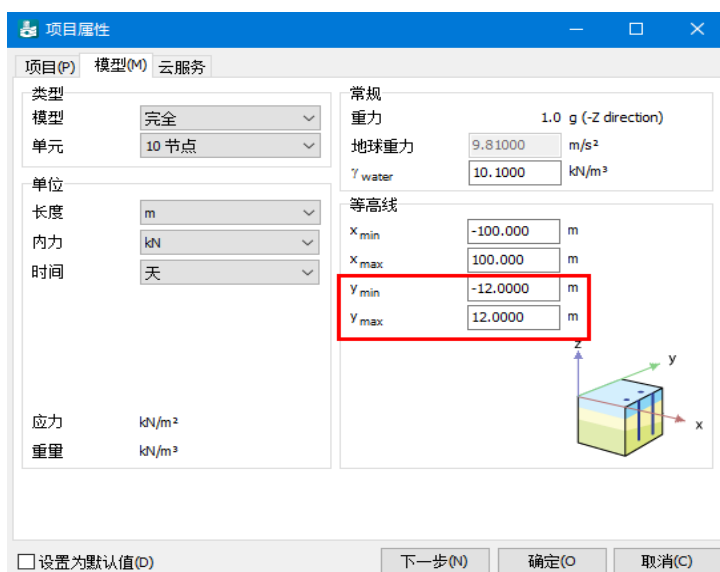 项目属性
项目(P) 模型(M) 云服务
类型
模型 完全
单元 10 节点
单位
长度 m
内力 kN
时间 天
应力 kN/m²
重量 kN/m³
常规
重力 1.0 g (-Z direction)
地球重力 9.81000 m/s²
γ water 10.1000 kN/m³
等高线
x min -100.000 m
x max 100.000 m
y min -12.0000 m
y max 12.0000 m
z
y
x
设置为默认值(D) 下一步(N) 确定(O 取消(C)